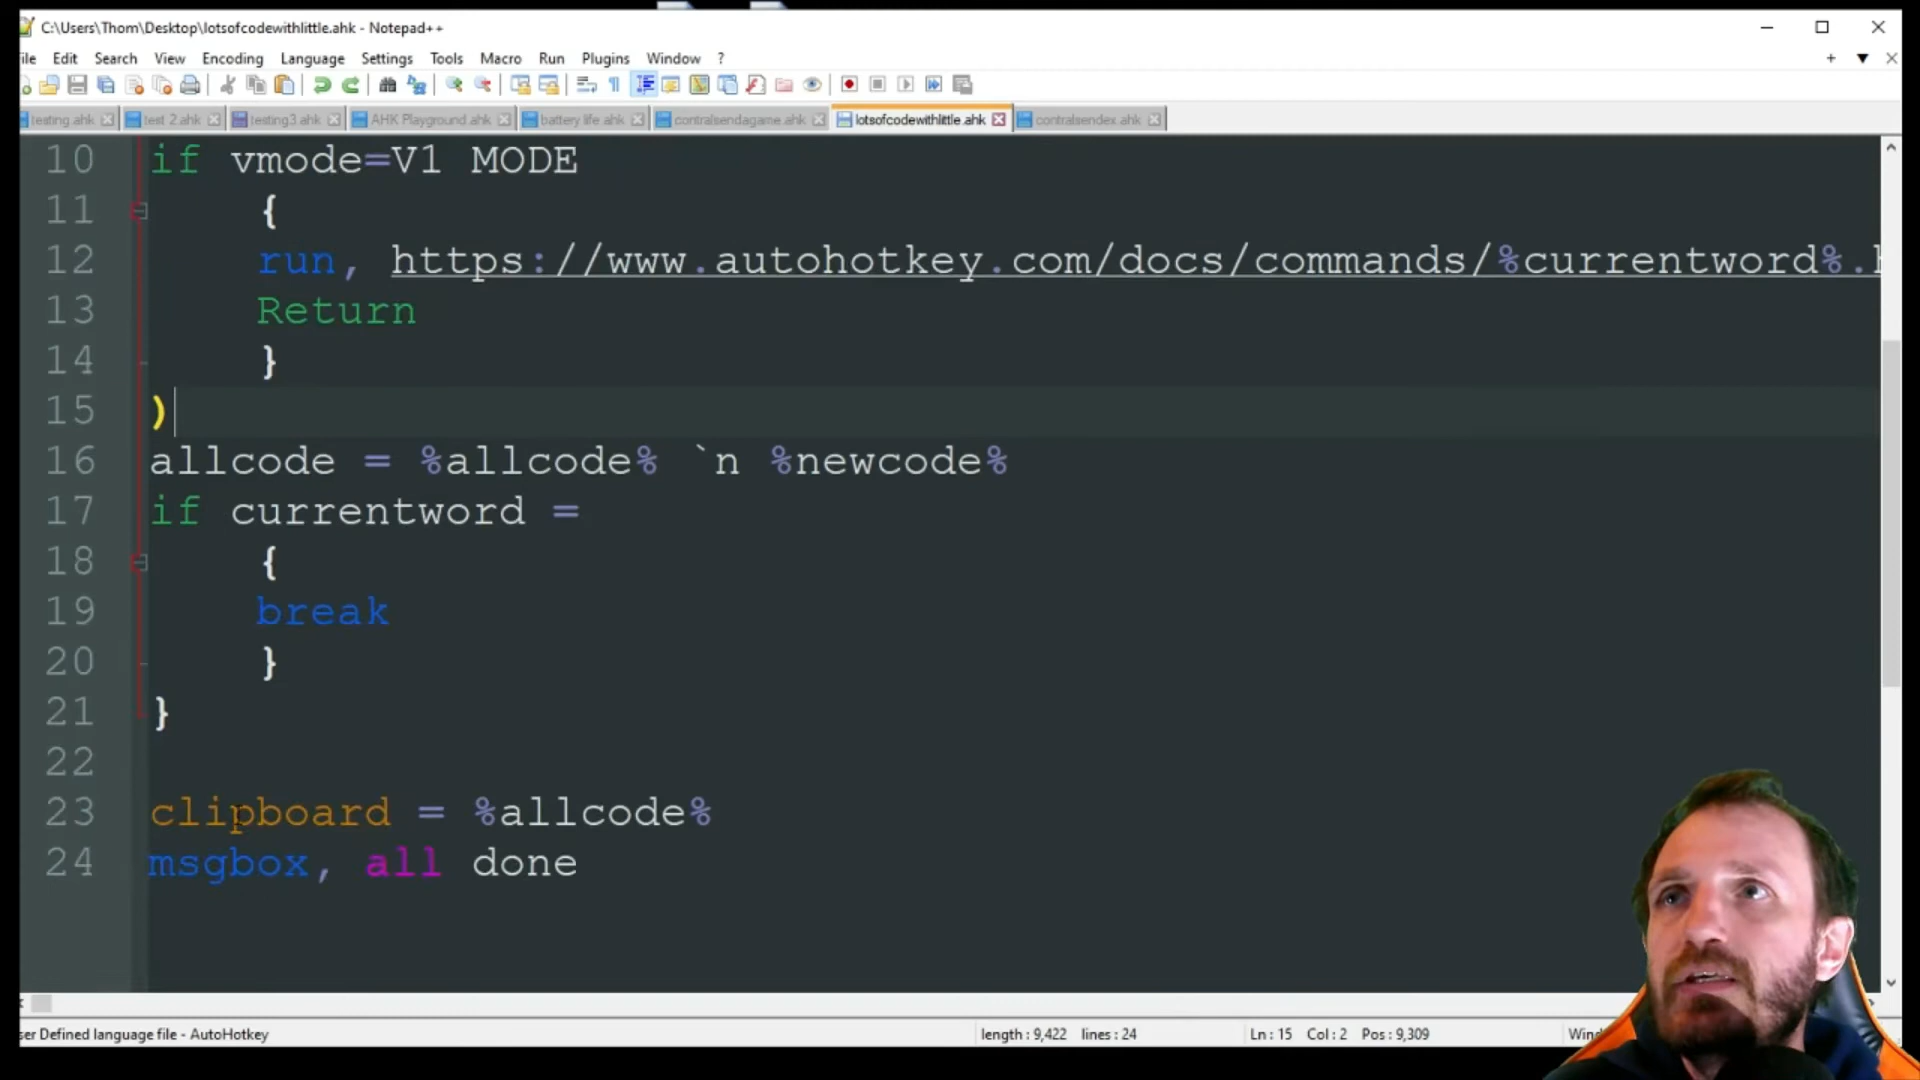 C:\Users\Thom\Desktop\lotsofcodewithlittle.ahk - Notepad++
ile Edit Search View Encoding Language Settings Tools Macro Run Plugins Window ?
testing.ahk test 2.ahk testing3.ahk AHK Playground.ahk battery life.ahk contralsendagame.ahk lotsofcodewithlittle.ahk contralsendex.ahk
10 if vmode=V1 MODE
11 {
12 run, https://www.autohotkey.com/docs/commands/%currentword%.h
13 Return
14 }
15 )
16 allcode = %allcode% `n %newcode%
17 if currentword =
18 {
19 break
20 }
21 }
22
23 clipboard = %allcode%
24 msgbox, all done
ser Defined language file - AutoHotkey length : 9,422 lines : 24 Ln : 15 Col : 2 Pos : 9,309 Wind